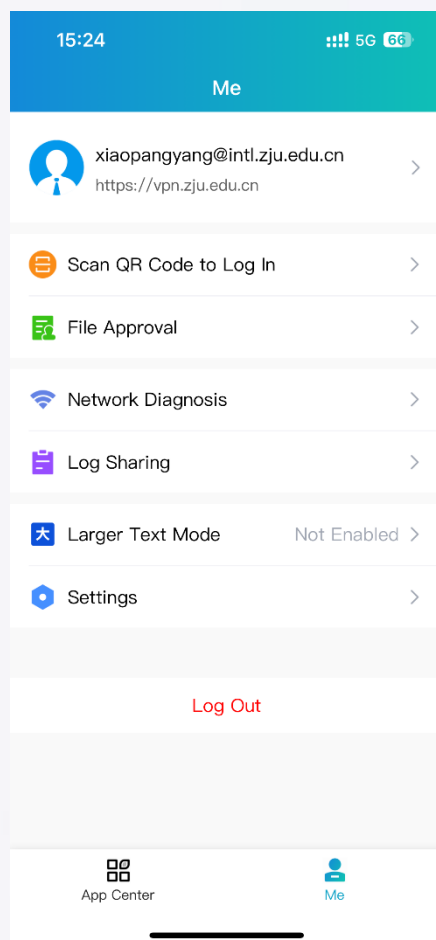 15:24
5G 66
Me
xiaopangyang@intl.zju.edu.cn
https://vpn.zju.edu.cn
Scan QR Code to Log In
File Approval
Network Diagnosis
Log Sharing
大 Larger Text Mode Not Enabled
Settings
Log Out
App Center Me